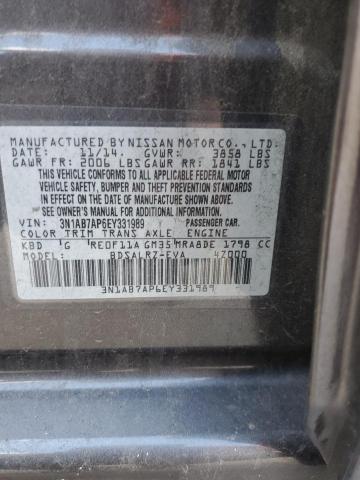 MANUFACTURED BY NISSAN MOTOR CO., LTD.
DATE: 11/14. GVWR: 3858 LBS
GAWR FR: 2006 LBS GAWR RR: 1841 LBS
THIS VEHICLE CONFORMS TO ALL
APPLICABLE FEDERAL MOTOR
VEHICLE SAFETY, BUMPER AND THEFT PREVENTION
STANDARDS IN EFFECT ON THE DATE
OF MANUFACTURE SHOWN ABOVE.
SEE OWNER'S MANUAL FOR MORE INFORMATION.
VIN: 3N1AB7AP6EY331989 PASSENGER CAR.
COLOR TRIM TRANS AXLE ENGINE
KBD G RE0F11A GM35 MRA8DE 1798 CC
MODEL: BDSALRZ-EVA 47000
3N1AB7AP6EY331989